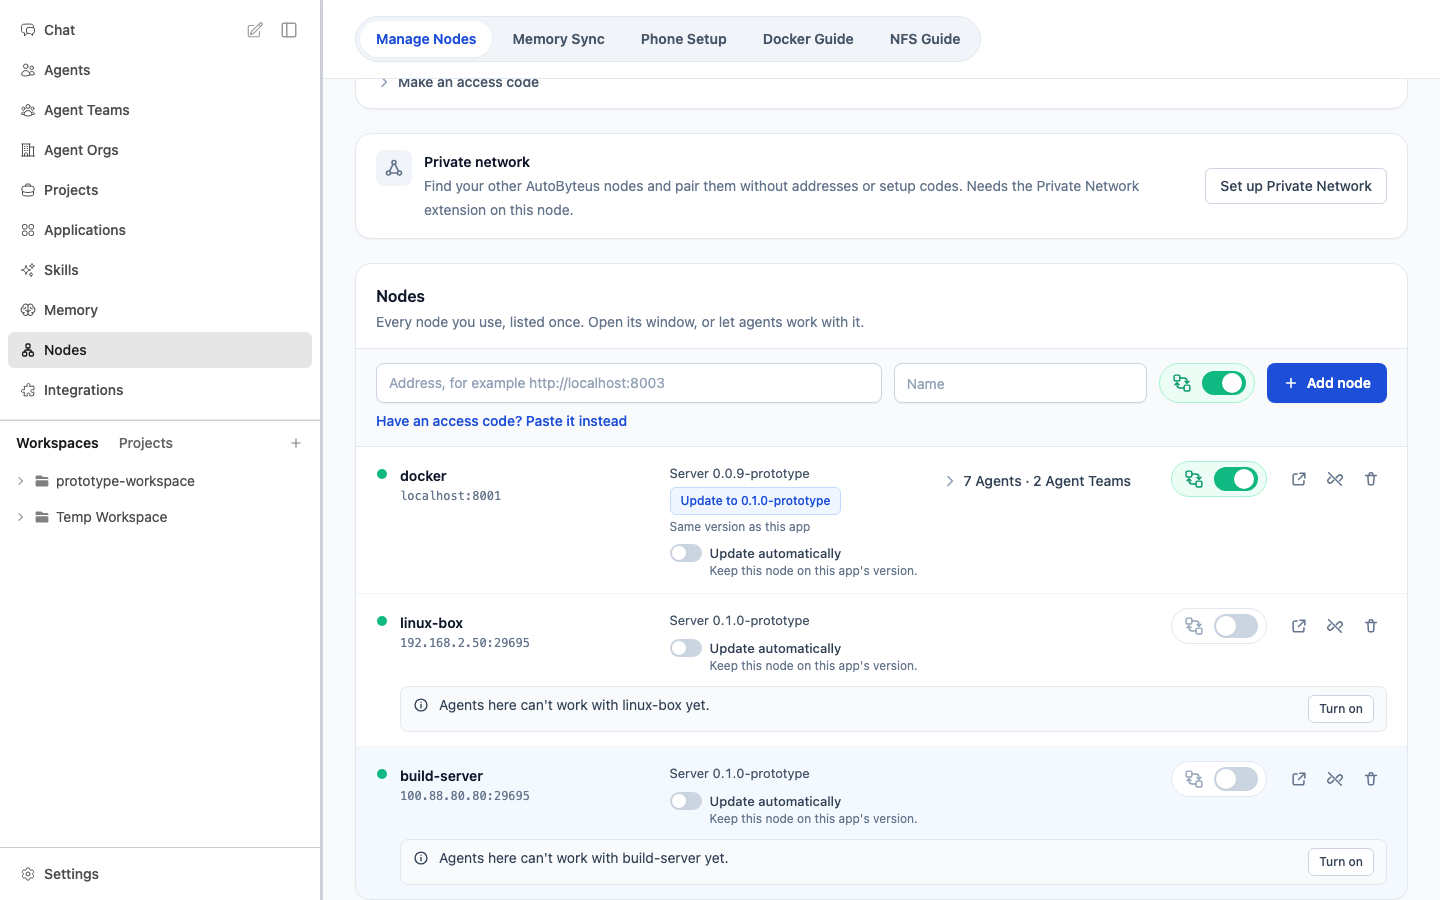 Chat
Agents
Agent Teams
Agent Orgs
Projects
Applications
Skills
Memory
Nodes
Integrations
Workspaces
Projects
prototype-workspace
Temp Workspace
Settings
Manage Nodes
Memory Sync
Phone Setup
Docker Guide
NFS Guide
Make an access code
Private network
Find your other AutoByteus nodes and pair them without addresses or setup codes. Needs the Private Network
extension on this node.
Set up Private Network
Nodes
Every node you use, listed once. Open its window, or let agents work with it.
Address, for example http://localhost:8003
Name
Add node
Have an access code? Paste it instead
docker
localhost:8001
Server 0.0.9-prototype
Update to 0.1.0-prototype
Same version as this app
Update automatically
Keep this node on this app's version.
7 Agents · 2 Agent Teams
linux-box
192.168.2.50:29695
Server 0.1.0-prototype
Update automatically
Keep this node on this app's version.
Agents here can't work with linux-box yet.
Turn on
build-server
100.88.80.80:29695
Server 0.1.0-prototype
Update automatically
Keep this node on this app's version.
Agents here can't work with build-server yet.
Turn on